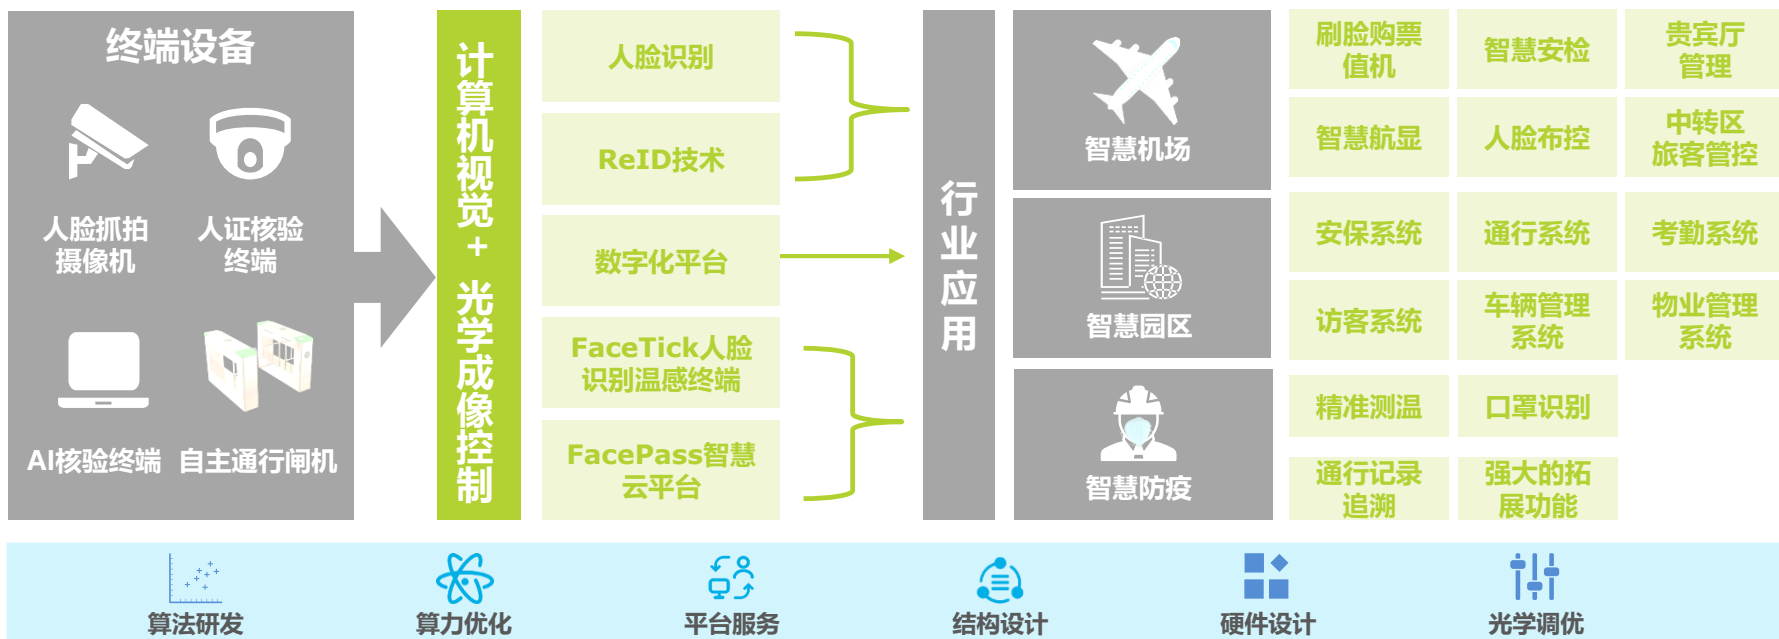 终端设备
人脸抓拍
摄像机
人证核验
终端
AI核验终端
自主通行闸机
计算机视觉+光学成像控制
人脸识别
ReID技术
数字化平台
FaceTick人脸
识别温感终端
FacePass智慧
云平台
行业应用
智慧机场
刷脸购票
值机
智慧安检
贵宾厅
管理
智慧航显
人脸布控
中转区
旅客管控
智慧园区
安保系统
通行系统
考勤系统
访客系统
车辆管理
系统
物业管理
系统
智慧防疫
精准测温
口罩识别
通行记录
追溯
强大的拓
展功能
算法研发
算力优化
平台服务
结构设计
硬件设计
光学调优